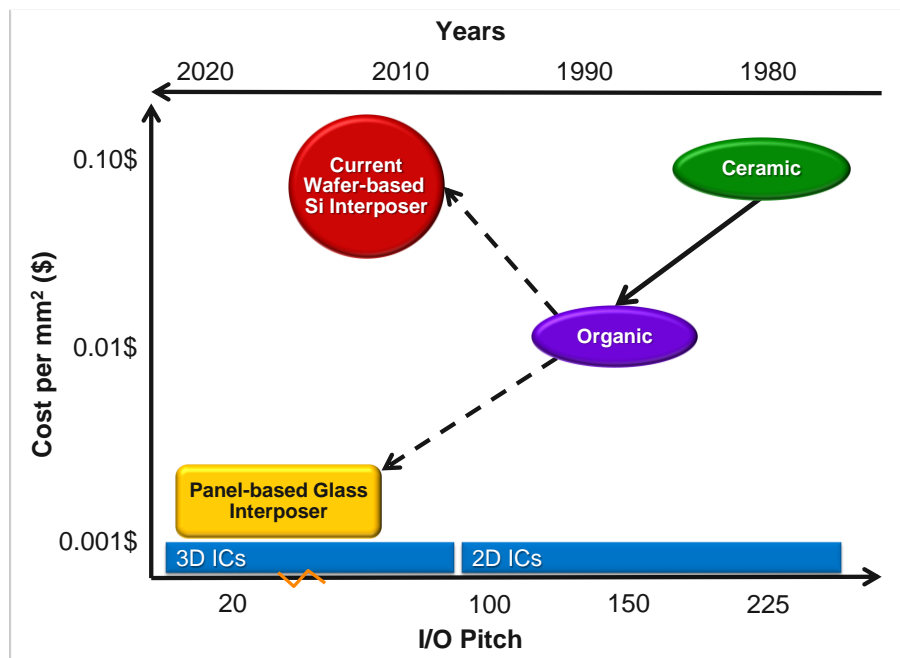 Years
2020 2010 1990 1980
0.10$
Current
Wafer-based
Si Interposer
Ceramic
Cost per mm² ($)
0.01$
Organic
Panel-based Glass
Interposer
0.001$
3D ICs 2D ICs
20 100 150 225
I/O Pitch